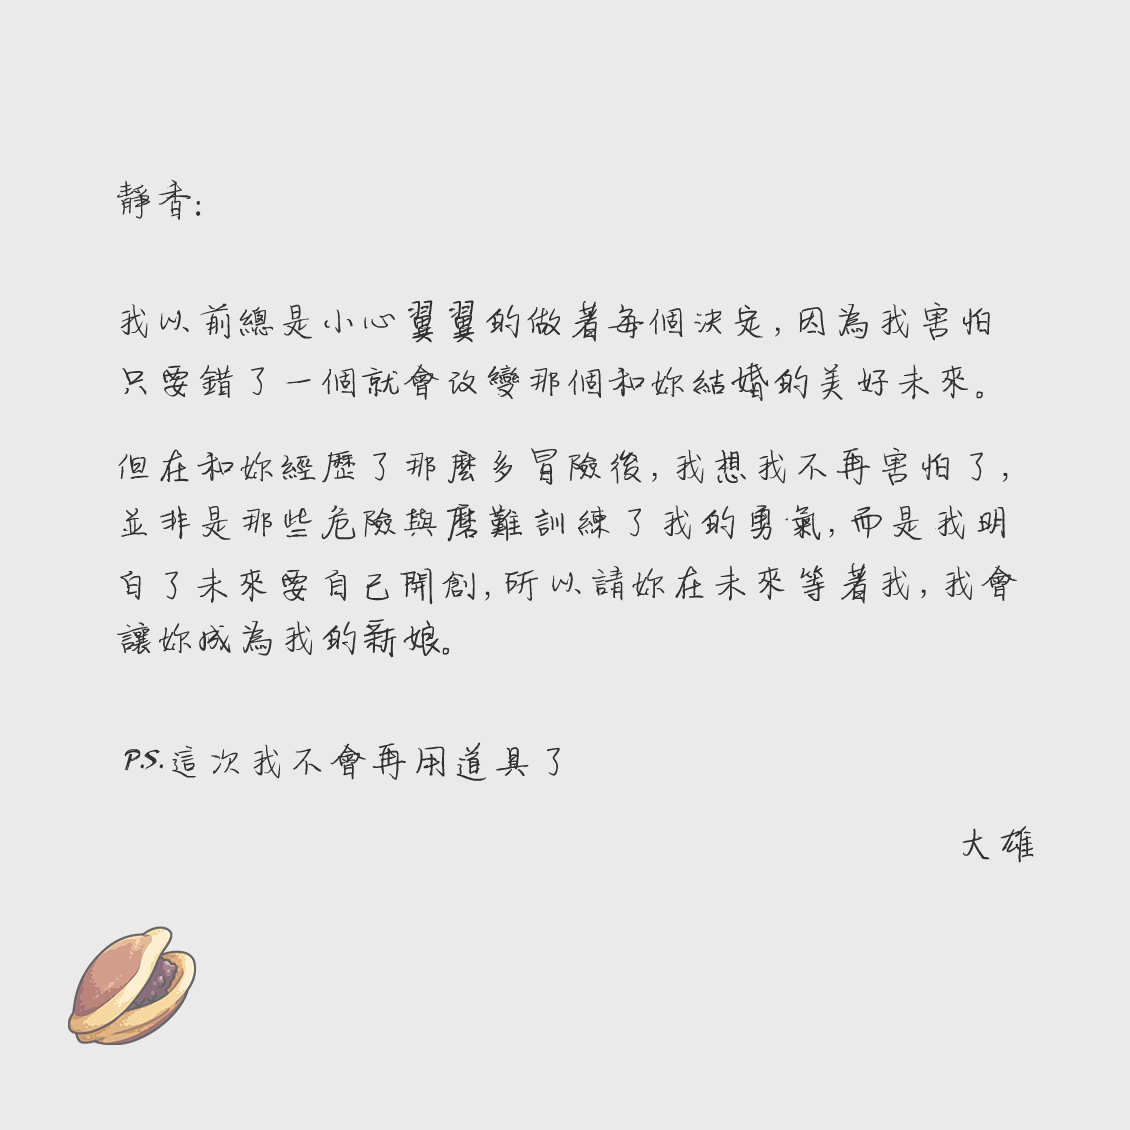 靜香:
我以前總是小心翼翼的做著每個決定,因為我害怕
只要錯了一個就會改變那個和妳結婚的美好未來。
但在和妳經歷了那麼多冒險後,我想我不再害怕了,
並非是那些危險與磨難訓練了我的勇氣,而是我明
白了未來要自己開創,所以請妳在未來等著我,我會
讓妳成為我的新娘。
P.S.這次我不會再用道具了
大雄